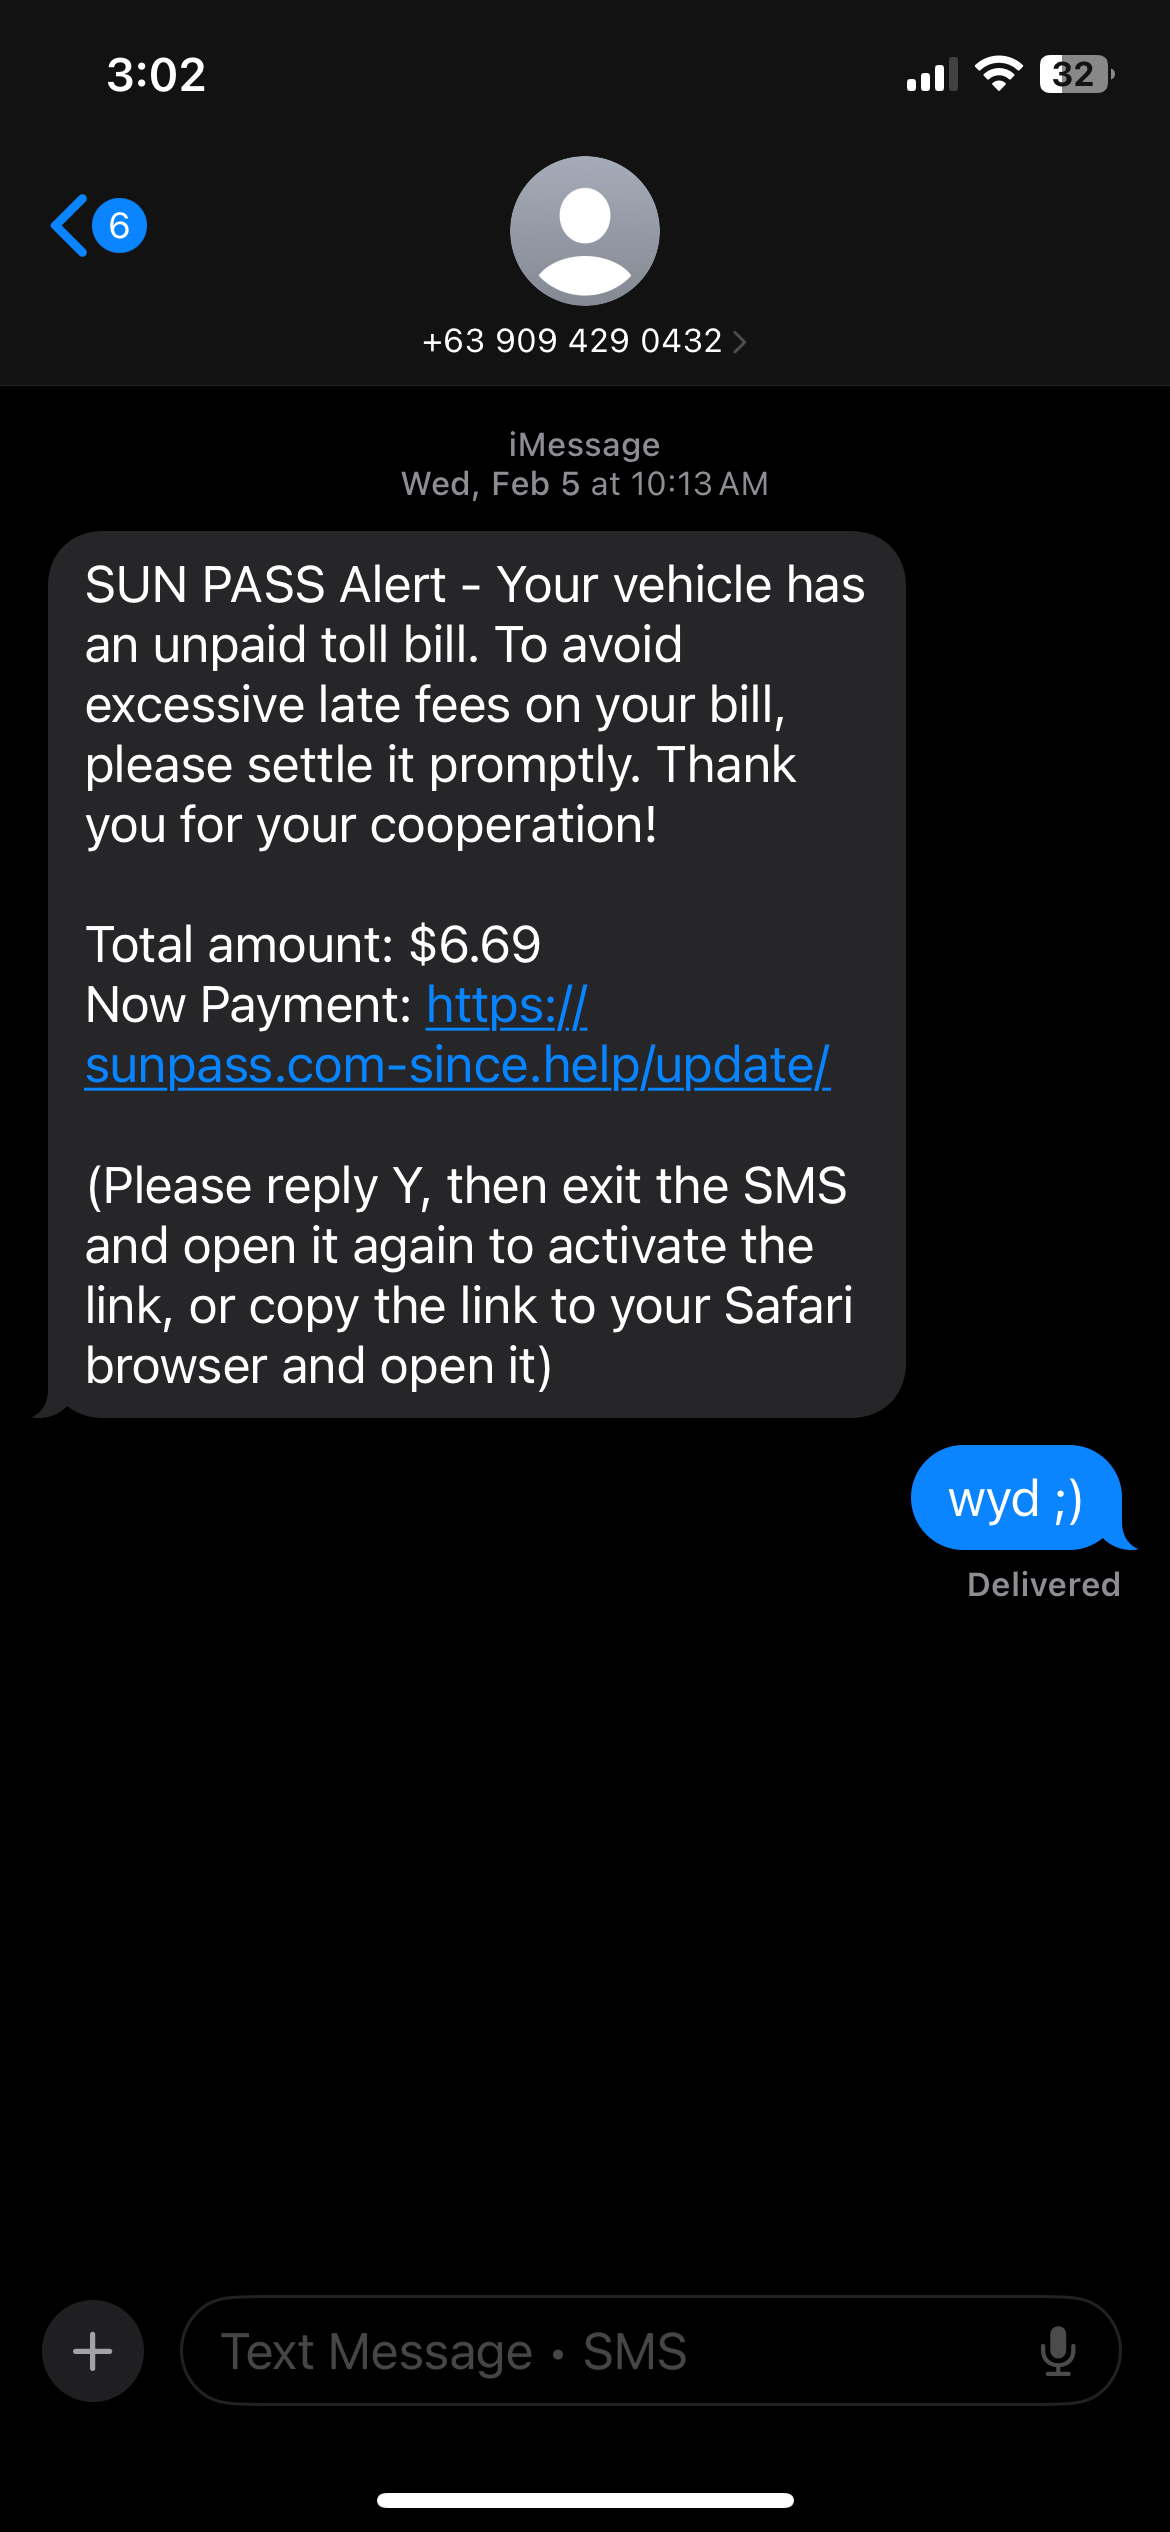 3:02
32
6
+63 909 429 0432
iMessage
Wed, Feb 5 at 10:13 AM
SUN PASS Alert - Your vehicle has
an unpaid toll bill. To avoid
excessive late fees on your bill,
please settle it promptly. Thank
you for your cooperation!
Total amount: $6.69
Now Payment: https://
sunpass.com-since.help/update/
(Please reply Y, then exit the SMS
and open it again to activate the
link, or copy the link to your Safari
browser and open it)
wyd ;)
Delivered
Text Message • SMS